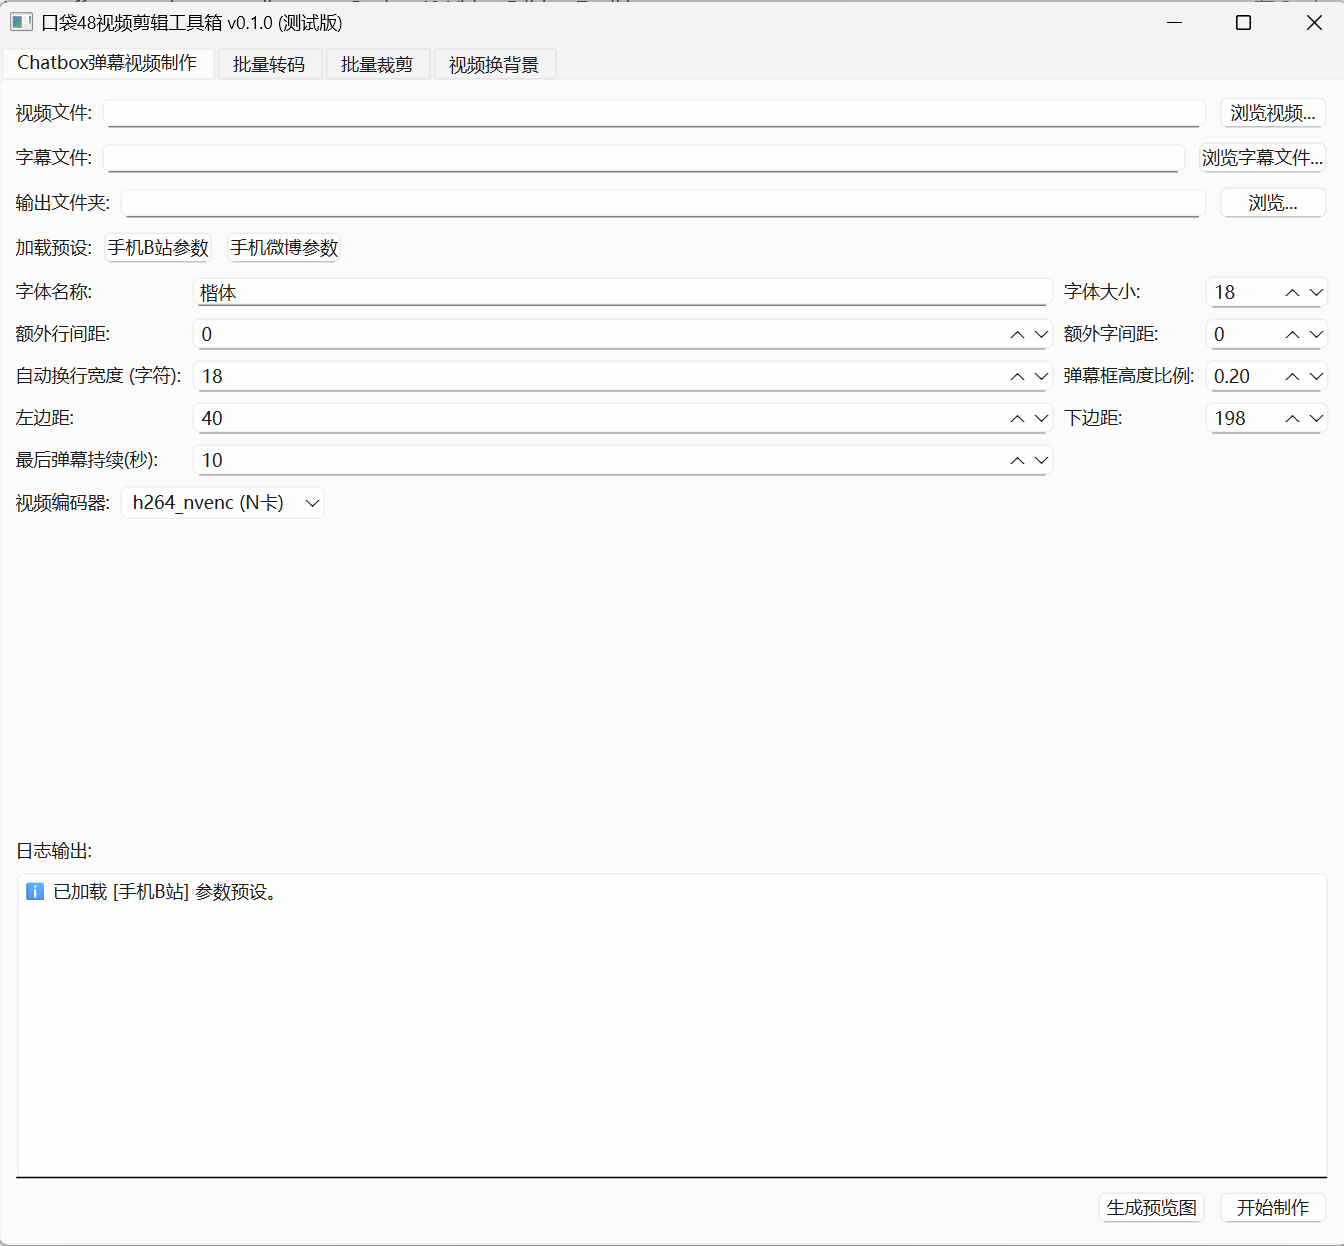 口袋48视频剪辑工具箱 v0.1.0 (测试版)
Chatbox弹幕视频制作 批量转码 批量裁剪 视频换背景
视频文件: 浏览视频...
字幕文件: 浏览字幕文件...
输出文件夹: 浏览...
加载预设: 手机B站参数 手机微博参数
字体名称: 楷体 字体大小: 18
额外行间距: 0 额外字间距: 0
自动换行宽度 (字符): 18 弹幕框高度比例: 0.20
左边距: 40 下边距: 198
最后弹幕持续(秒): 10
视频编码器: h264_nvenc (N卡)
日志输出:
已加载 [手机B站] 参数预设。
生成预览图 开始制作